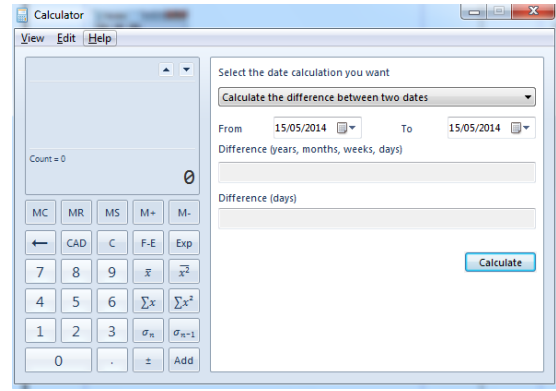 Calculator
View Edit Help
Count = 0
0
MC MR MS M+ M-
← CAD C F-E Exp
7 8 9 x̄ x̄²
4 5 6 ∑x ∑x²
1 2 3 σₙ σₙ₋₁
0 . ± Add
Select the date calculation you want
Calculate the difference between two dates
From 15/05/2014 To 15/05/2014
Difference (years, months, weeks, days)
Difference (days)
Calculate